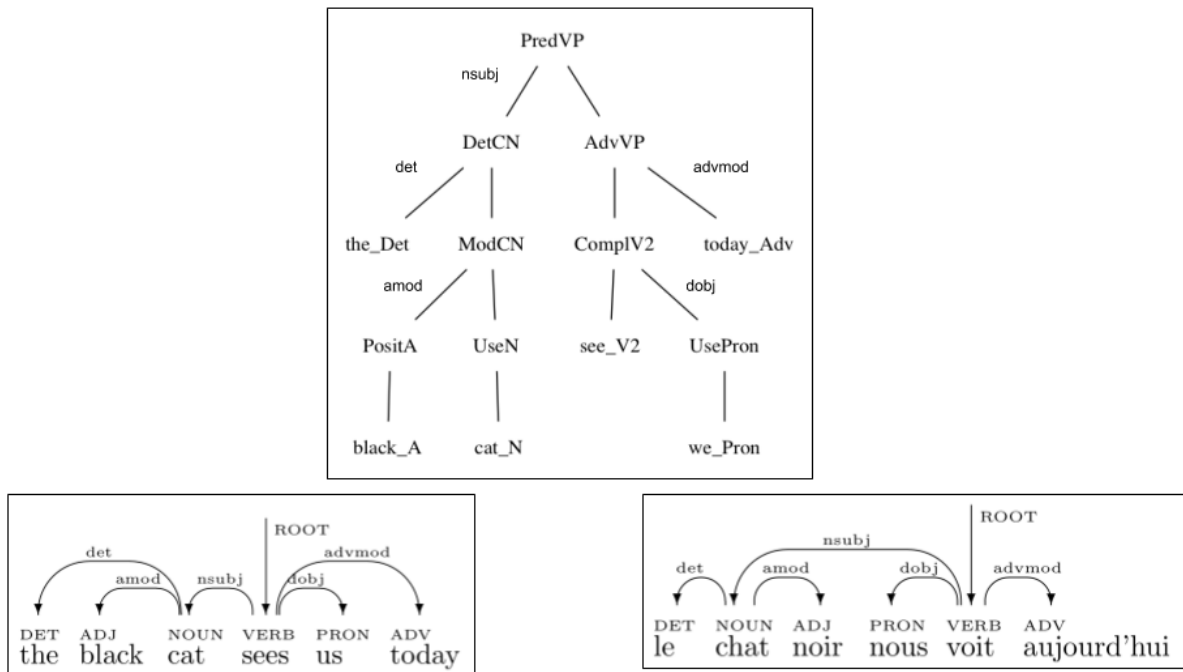 PredVP
nsubj
DetCN AdvVP
det advmod
the_Det ModCN ComplV2 today_Adv
amod dobj
PositA UseN see_V2 UsePron
black_A cat_N we_Pron
ROOT
det advmod
amod nsubj dobj
DET ADJ NOUN VERB PRON ADV
the black cat sees us today
ROOT
nsubj
det amod dobj advmod
DET NOUN ADJ PRON VERB ADV
le chat noir nous voit aujourd'hui